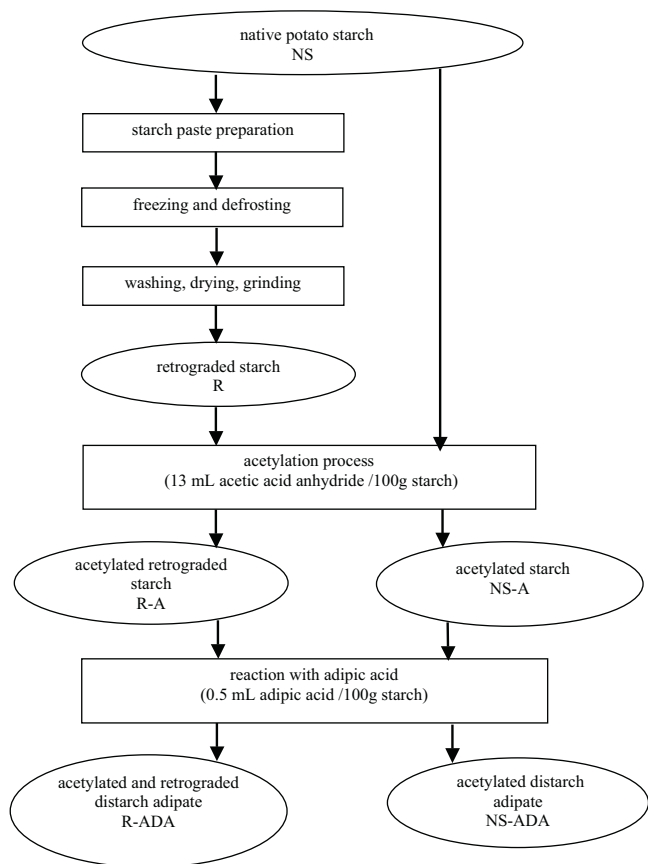 native potato starch
NS
starch paste preparation
freezing and defrosting
washing, drying, grinding
retrograded starch
R
acetylation process
(13 mL acetic acid anhydride /100g starch)
acetylated retrograded
starch
R-A
acetylated starch
NS-A
reaction with adipic acid
(0.5 mL adipic acid /100g starch)
acetylated and retrograded
distarch adipate
R-ADA
acetylated distarch
adipate
NS-ADA